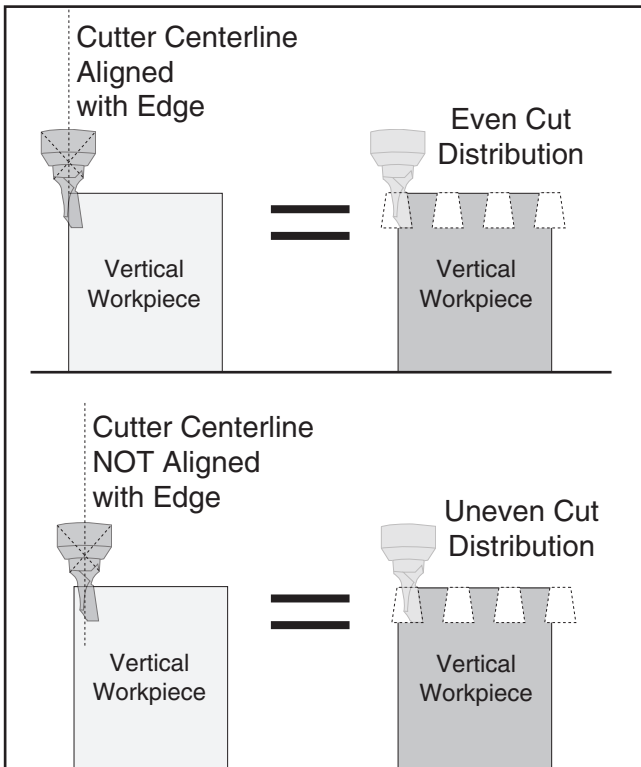 Cutter Centerline
Aligned
with Edge
Even Cut
Distribution
Vertical
Workpiece
Vertical
Workpiece
Cutter Centerline
NOT Aligned
with Edge
Uneven Cut
Distribution
Vertical
Workpiece
Vertical
Workpiece